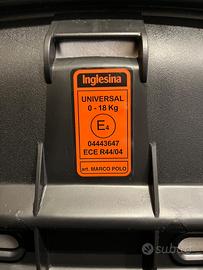 Inglesina
UNIVERSAL
0 - 18 Kg
E4
04443647
ECE R44/04
art. MARCO POLO
subito